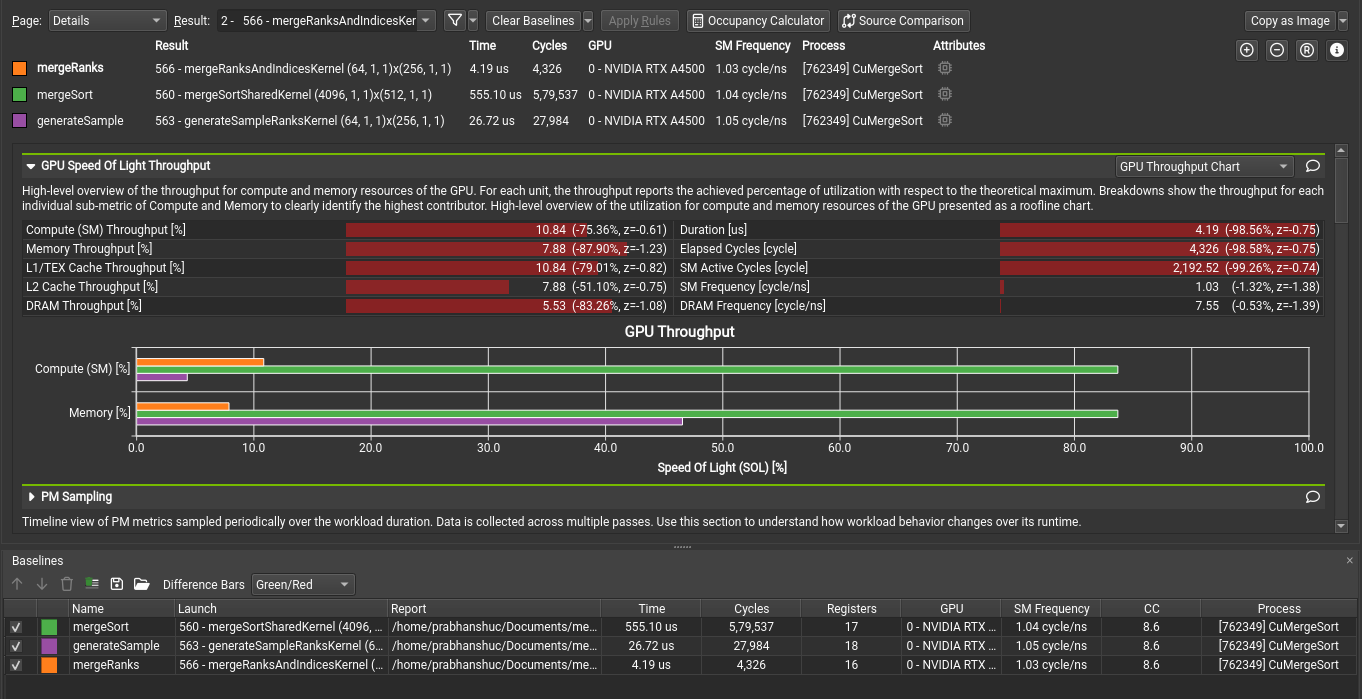 Page: Details Result: 2 - 566 - mergeRanksAndIndicesKer Clear Baselines Apply Rules Occupancy Calculator Source Comparison Copy as Image
Result Time Cycles GPU SM Frequency Process Attributes
mergeRanks 566 - mergeRanksAndIndicesKernel (64, 1, 1)x(256, 1, 1) 4.19 us 4,326 0 - NVIDIA RTX A4500 1.03 cycle/ns [762349] CuMergeSort
mergeSort 560 - mergeSortSharedKernel (4096, 1, 1)x(512, 1, 1) 555.10 us 5,79,537 0 - NVIDIA RTX A4500 1.04 cycle/ns [762349] CuMergeSort
generateSample 563 - generateSampleRanksKernel (64, 1, 1)x(256, 1, 1) 26.72 us 27,984 0 - NVIDIA RTX A4500 1.05 cycle/ns [762349] CuMergeSort
GPU Speed Of Light Throughput GPU Throughput Chart
High-level overview of the throughput for compute and memory resources of the GPU. For each unit, the throughput reports the achieved percentage of utilization with respect to the theoretical maximum. Breakdowns show the throughput for each
individual sub-metric of Compute and Memory to clearly identify the highest contributor. High-level overview of the utilization for compute and memory resources of the GPU presented as a roofline chart.
Compute (SM) Throughput [%] 10.84 (-75.36%, z=-0.61) Duration [us] 4.19 (-98.56%, z=-0.75)
Memory Throughput [%] 7.88 (-87.90%, z=-1.23) Elapsed Cycles [cycle] 4,326 (-98.58%, z=-0.75)
L1/TEX Cache Throughput [%] 10.84 (-79.01%, z=-0.82) SM Active Cycles [cycle] 2,192.52 (-99.26%, z=-0.74)
L2 Cache Throughput [%] 7.88 (-51.10%, z=-0.75) SM Frequency [cycle/ns] 1.03 (-1.32%, z=-1.38)
DRAM Throughput [%] 5.53 (-83.26%, z=-1.08) DRAM Frequency [cycle/ns] 7.55 (-0.53%, z=-1.39)
GPU Throughput
Compute (SM) [%]
Memory [%]
0.0 10.0 20.0 30.0 40.0 50.0 60.0 70.0 80.0 90.0 100.0
Speed Of Light (SOL) [%]
PM Sampling
Timeline view of PM metrics sampled periodically over the workload duration. Data is collected across multiple passes. Use this section to understand how workload behavior changes over its runtime.
Baselines
Difference Bars Green/Red
Name Launch Report Time Cycles Registers GPU SM Frequency CC Process
mergeSort 560 - mergeSortSharedKernel (4096, ... /home/prabhanshuc/Documents/me... 555.10 us 5,79,537 17 0 - NVIDIA RTX ... 1.04 cycle/ns 8.6 [762349] CuMergeSort
generateSample 563 - generateSampleRanksKernel (6... /home/prabhanshuc/Documents/me... 26.72 us 27,984 18 0 - NVIDIA RTX ... 1.05 cycle/ns 8.6 [762349] CuMergeSort
mergeRanks 566 - mergeRanksAndIndicesKernel (... /home/prabhanshuc/Documents/me... 4.19 us 4,326 16 0 - NVIDIA RTX ... 1.03 cycle/ns 8.6 [762349] CuMergeSort